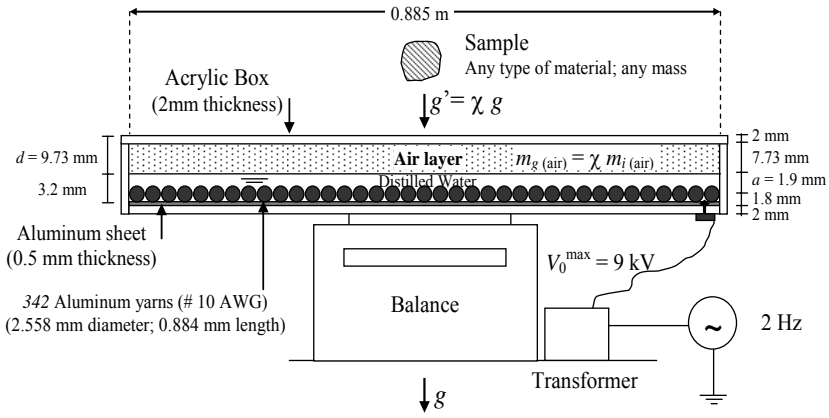 0.885 m
Sample
Any type of material; any mass
Acrylic Box
(2mm thickness)
g’= χ g
2 mm
d = 9.73 mm
Air layer
m g (air) = χ m i (air)
7.73 mm
Distilled Water
a = 1.9 mm
3.2 mm
1.8 mm
2 mm
Aluminum sheet
(0.5 mm thickness)
V0 max = 9 kV
342 Aluminum yarns (# 10 AWG)
(2.558 mm diameter; 0.884 mm length)
Balance
~
2 Hz
Transformer
g